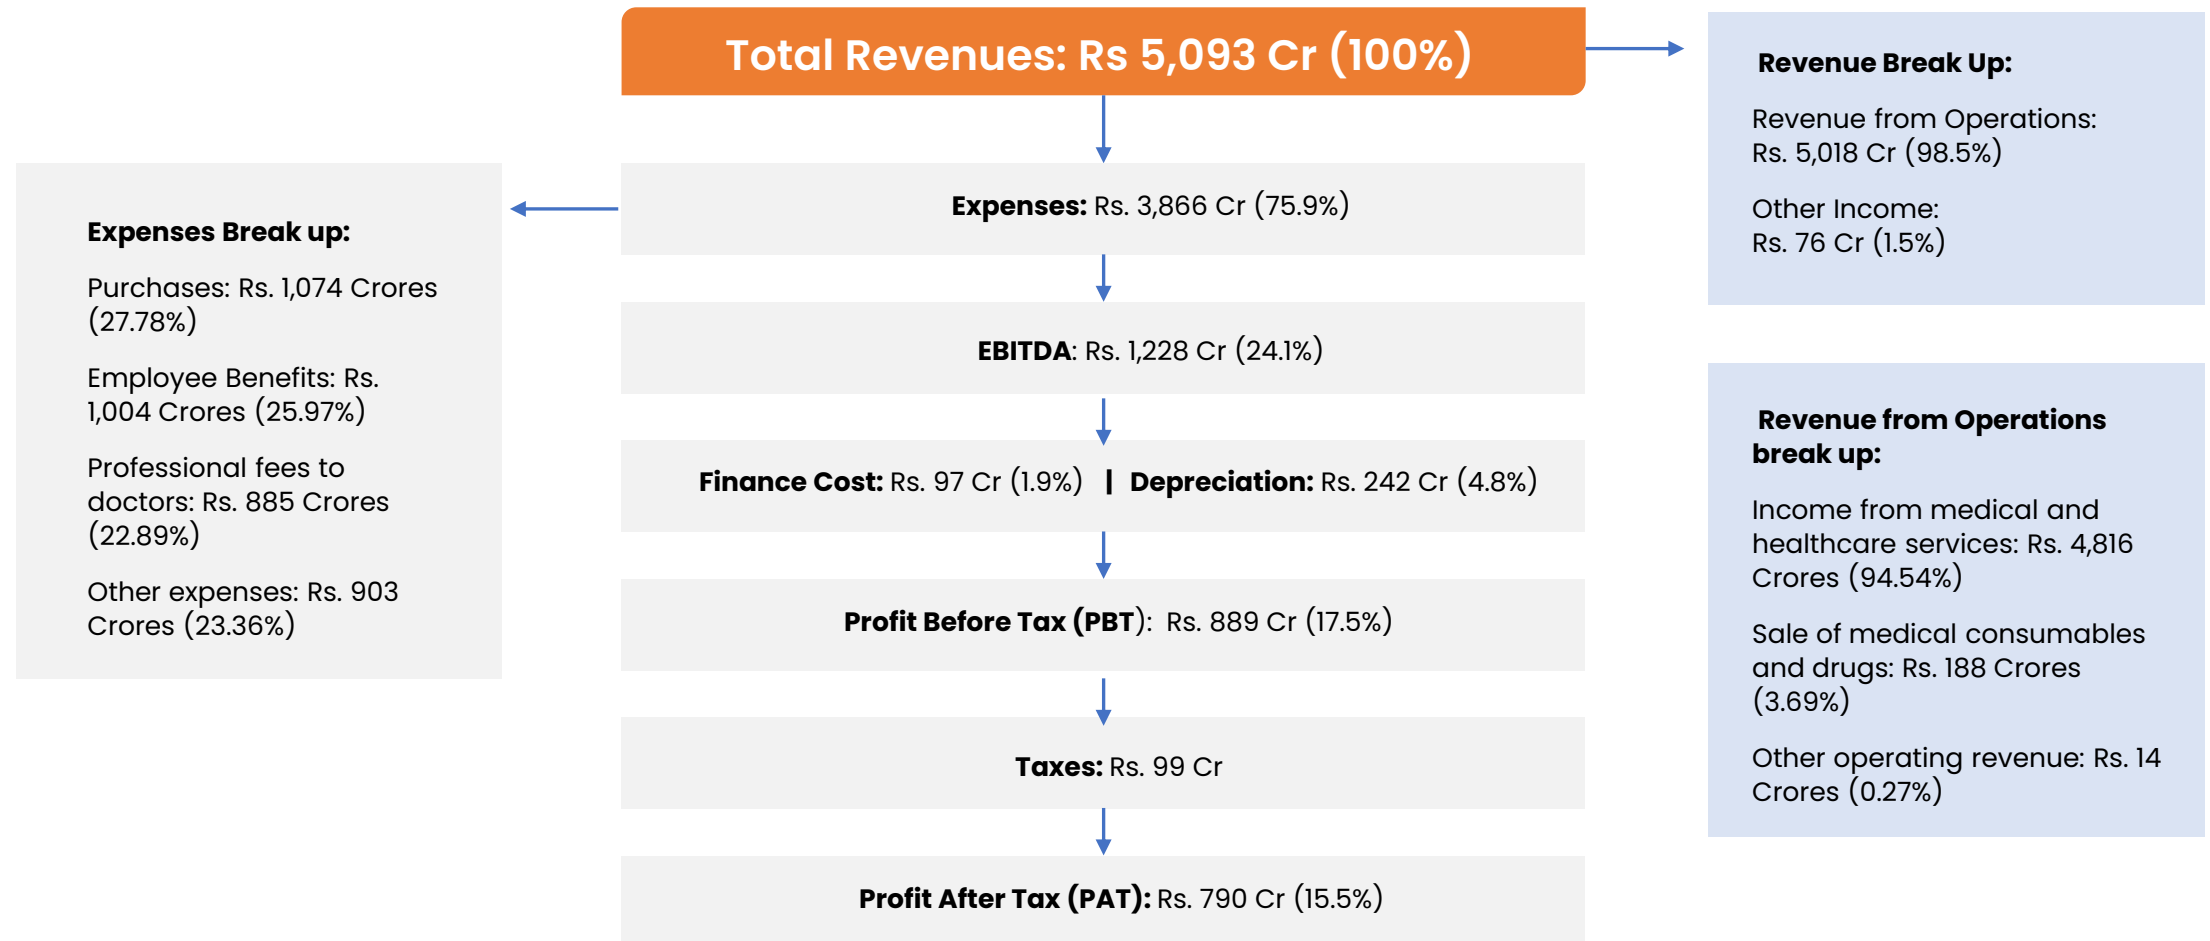 Total Revenues: Rs 5,093 Cr (100%)
Expenses: Rs. 3,866 Cr (75.9%)
EBITDA: Rs. 1,228 Cr (24.1%)
Finance Cost: Rs. 97 Cr (1.9%) | Depreciation: Rs. 242 Cr (4.8%)
Profit Before Tax (PBT): Rs. 889 Cr (17.5%)
Taxes: Rs. 99 Cr
Profit After Tax (PAT): Rs. 790 Cr (15.5%)
Expenses Break up:
Purchases: Rs. 1,074 Crores
(27.78%)
Employee Benefits: Rs.
1,004 Crores (25.97%)
Professional fees to
doctors: Rs. 885 Crores
(22.89%)
Other expenses: Rs. 903
Crores (23.36%)
Revenue Break Up:
Revenue from Operations:
Rs. 5,018 Cr (98.5%)
Other Income:
Rs. 76 Cr (1.5%)
Revenue from Operations
break up:
Income from medical and
healthcare services: Rs. 4,816
Crores (94.54%)
Sale of medical consumables
and drugs: Rs. 188 Crores
(3.69%)
Other operating revenue: Rs. 14
Crores (0.27%)